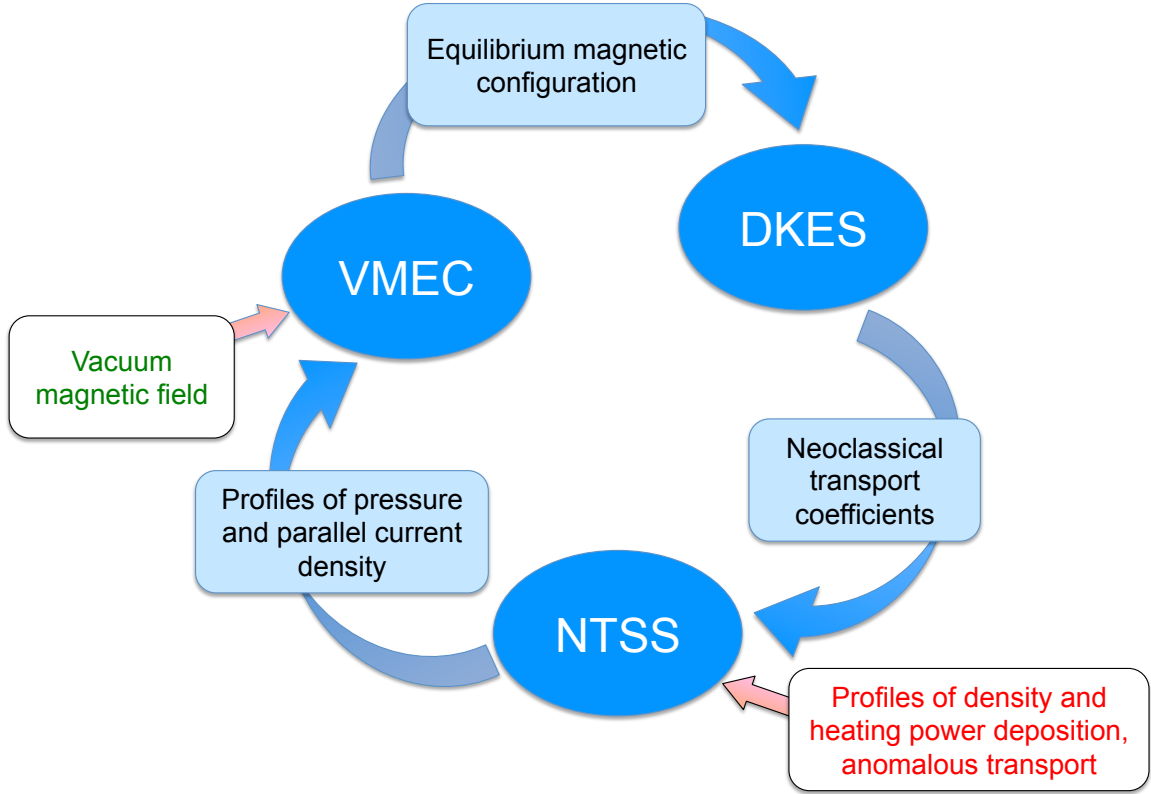 Equilibrium magnetic
configuration
DKES
VMEC
Vacuum
magnetic field
Neoclassical
transport
coefficients
Profiles of pressure
and parallel current
density
NTSS
Profiles of density and
heating power deposition,
anomalous transport